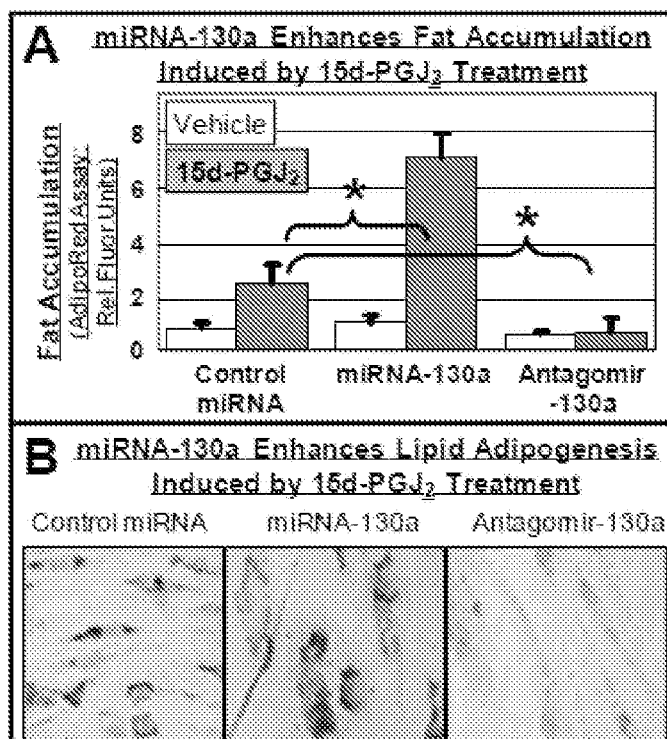 A miRNA-130a Enhances Fat Accumulation
Induced by 15d-PGJ₂ Treatment
Fat Accumulation
(AdipoRed Assay:
Rel.Fluor.Units)
8
6
4
2
0
Vehicle
15d-PGJ₂
*
*
Control
miRNA
miRNA-130a
Antagomir
-130a
B miRNA-130a Enhances Lipid Adipogenesis
Induced by 15d-PGJ₂ Treatment
Control miRNA
miRNA-130a
Antagomir-130a